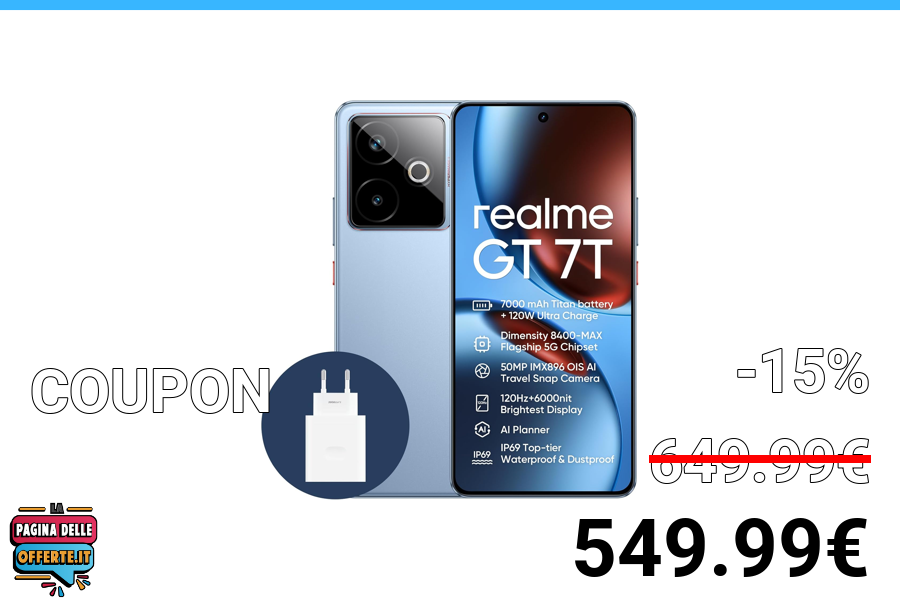 realme
GT 7T
7000 mAh Titan battery
+ 120W Ultra Charge
Dimensity 8400-MAX
Flagship 5G Chipset
50MP IMX896 OIS AI
Travel Snap Camera
120Hz+6000nit
Brightest Display
AI Planner
IP69
IP69 Top-tier
Waterproof & Dustproof
COUPON
-15%
649.99€
549.99€
LA
PAGINA DELLE
OFFERTE.IT